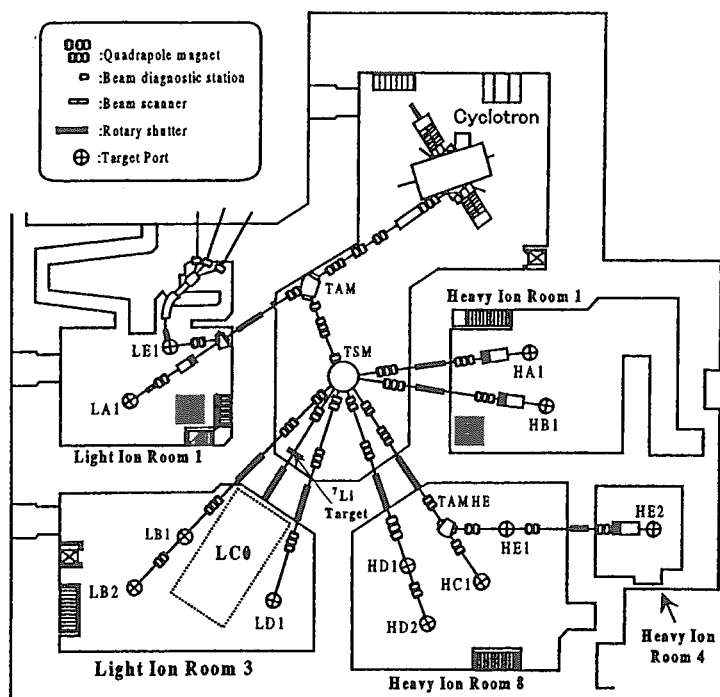 :Quadrapole magnet
:Beam diagnostic station
:Beam scanner
:Rotary shutter
:Target Port
Cyclotron
TAM
Heavy Ion Room 1
LE1
TSM
HA1
LA1
HB1
Light Ion Room 1
7Li
Target
TAMHE
HE2
LB1
LC0
HE1
HD1
LB2
HC1
LD1
HD2
Heavy Ion
Room 4
Light Ion Room 3
Heavy Ion Room 8